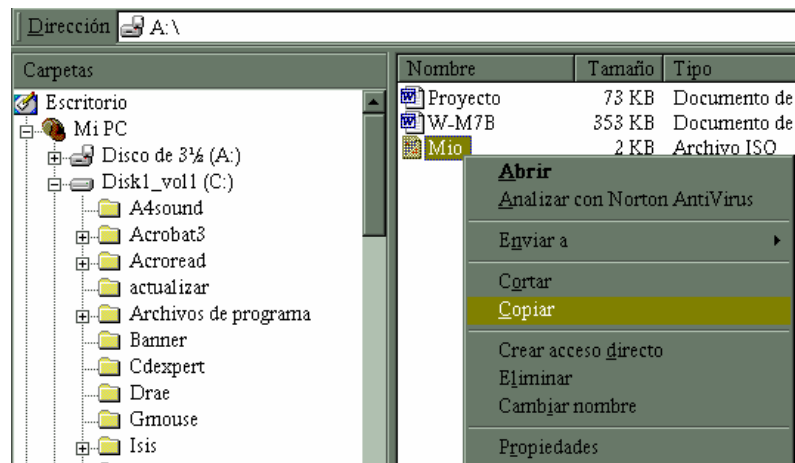 Dirección A:\
Carpetas
Escritorio
Mi PC
Disco de 3½ (A:)
Disk1_vol1 (C:)
A4sound
Acrobat3
Acroread
actualizar
Archivos de programa
Banner
Cdexpert
Drae
Gmouse
Isis
Nombre Tamaño Tipo
Proyecto 73 KB Documento de
W-M7B 353 KB Documento de
Mio 2 KB Archivo ISO
Abrir
Analizar con Norton AntiVirus
Enviar a
Cortar
Copiar
Crear acceso directo
Eliminar
Cambiar nombre
Propiedades